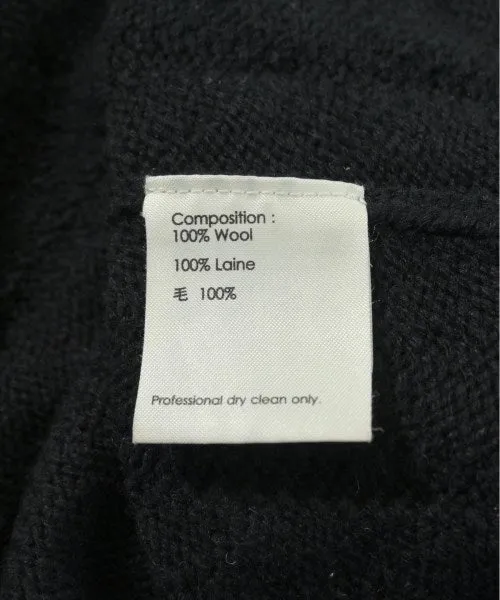 Composition :
100% Wool
100% Laine
毛 100%
Professional dry clean only.